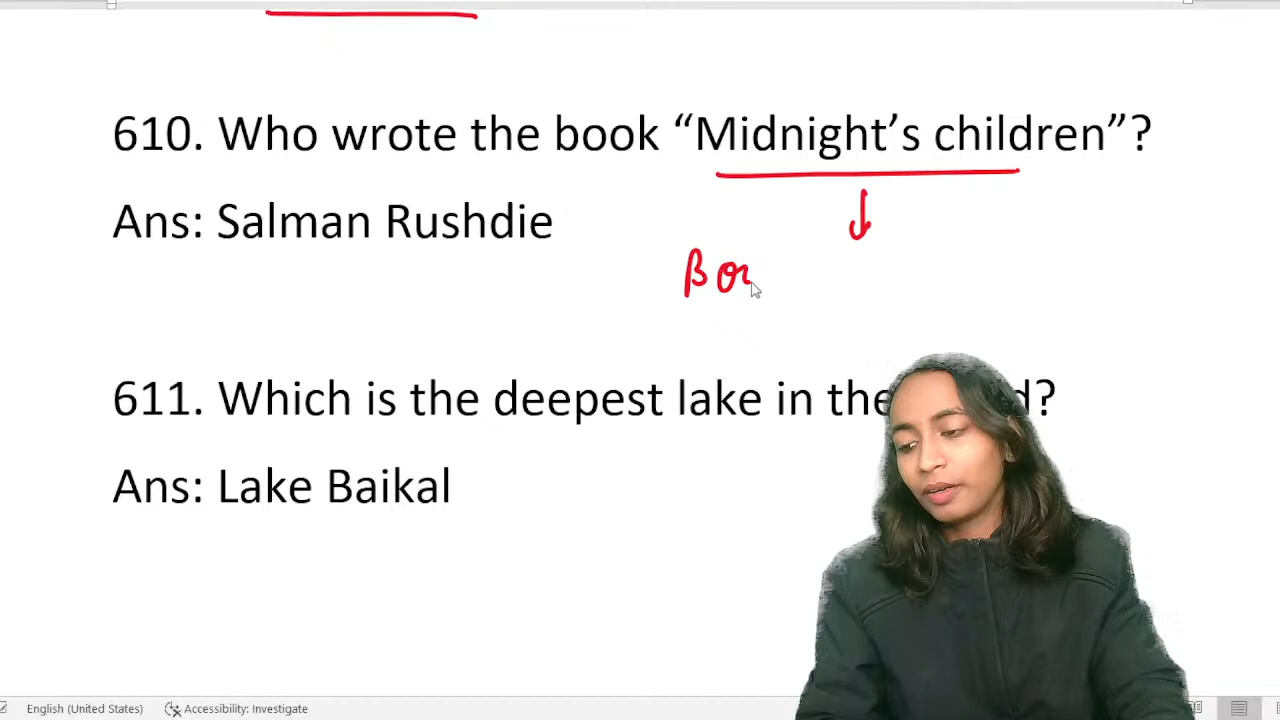 610. Who wrote the book “Midnight’s children”?
Ans: Salman Rushdie
Bor
611. Which is the deepest lake in the
Ans: Lake Baikal
English (United States) Accessibility: Investigate